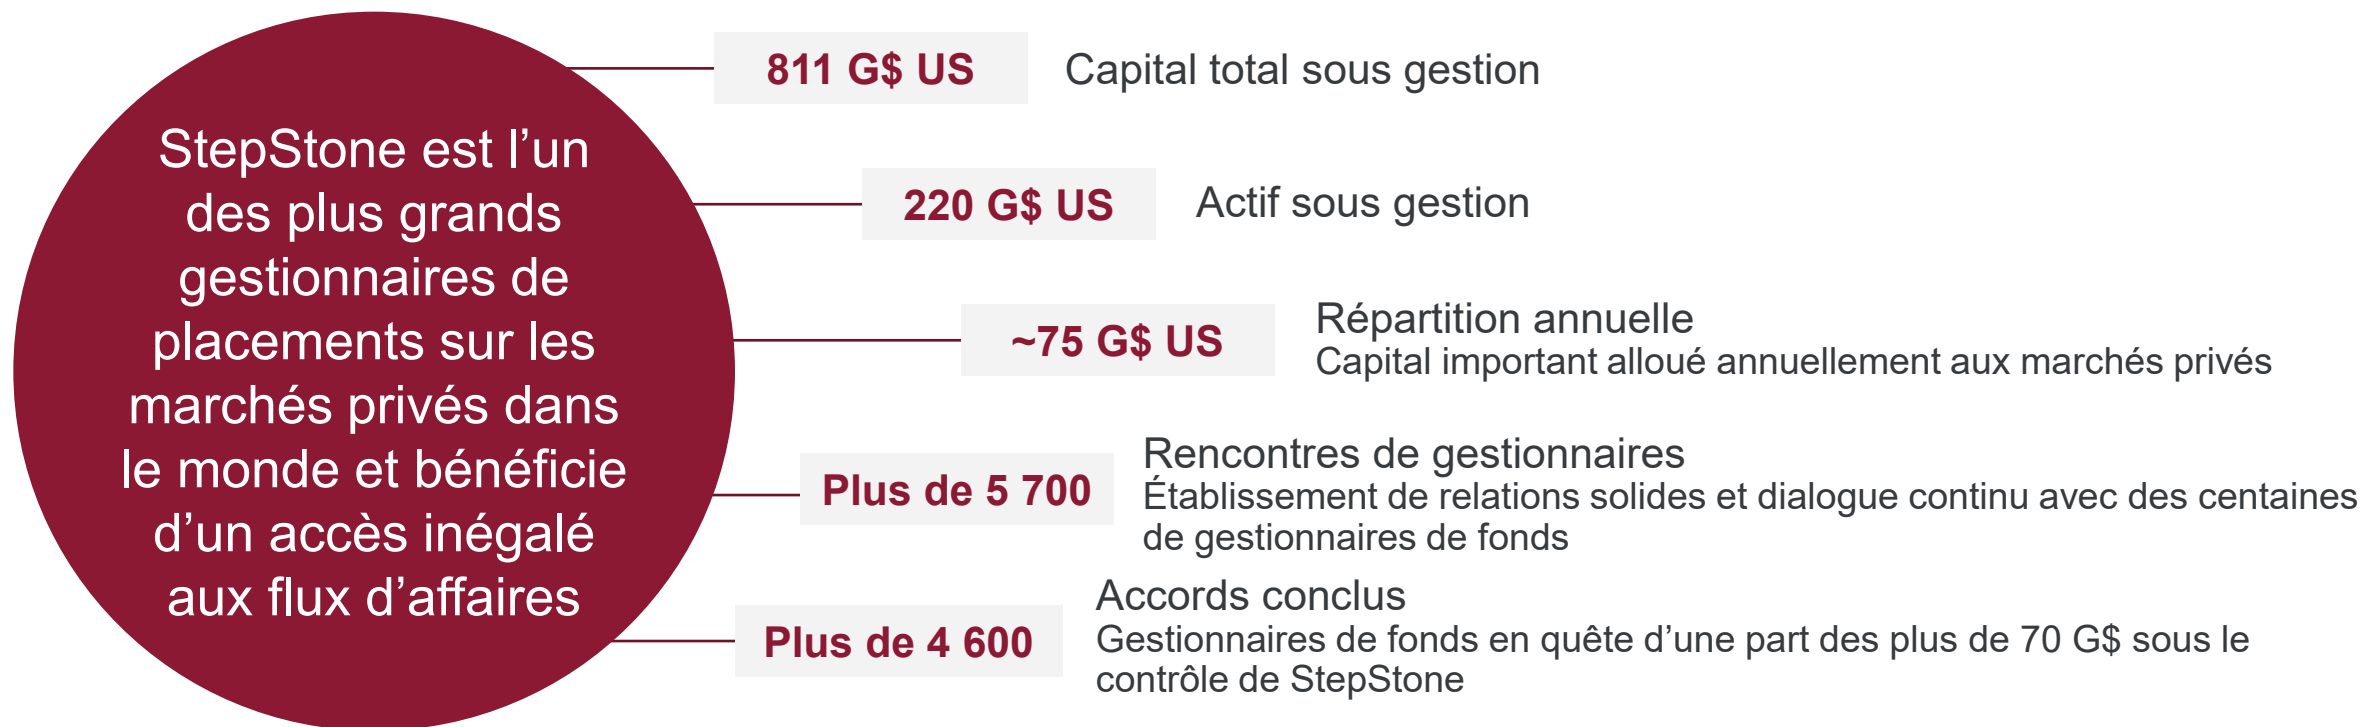 StepStone est l’un
des plus grands
gestionnaires de
placements sur les
marchés privés dans
le monde et bénéficie
d’un accès inégalé
aux flux d’affaires
811 G$ US
Capital total sous gestion
220 G$ US
Actif sous gestion
~75 G$ US
Répartition annuelle
Capital important alloué annuellement aux marchés privés
Plus de 5 700
Rencontres de gestionnaires
Établissement de relations solides et dialogue continu avec des centaines
de gestionnaires de fonds
Plus de 4 600
Accords conclus
Gestionnaires de fonds en quête d’une part des plus de 70 G$ sous le
contrôle de StepStone